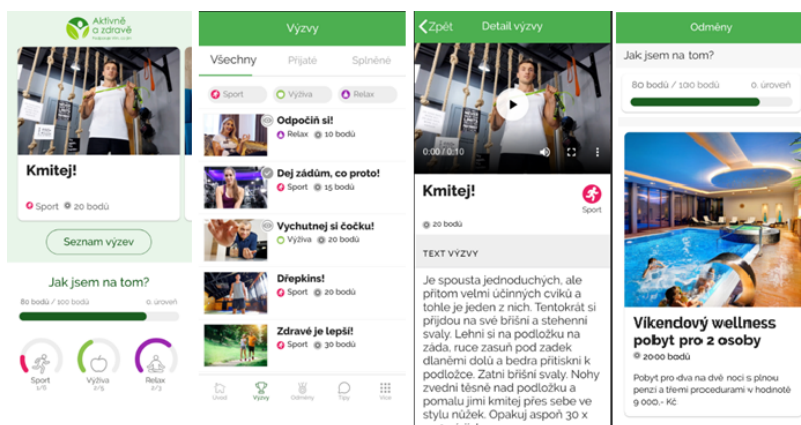 Aktivně
a zdravě
Kmitej!
Sport 20 bodů
Seznam výzev
Jak jsem na tom?
80 bodů / 100 bodů 0. úroveň
Sport
1/6
Výživa
2/5
Relax
2/3
Výzvy
Všechny Přijaté Splněné
Sport Výživa Relax
Odpočiň si!
Relax 10 bodů
Dej zádům, co proto!
Sport 15 bodů
Vychutnej si čočku!
Výživa 20 bodů
Dřepkins!
Sport 20 bodů
Zdravé je lepší!
Sport 30 bodů
Úvod Výzvy Odměny Tipy Více
Zpět Detail výzvy
0:00 / 0:10
Kmitej!
Sport
20 bodů
TEXT VÝZVY
Je spousta jednoduchých, ale
přitom velmi účinných cviků a
tohle je jeden z nich. Tentokrát si
přijdou na své břišní a stehenní
svaly. Lehni si na podložku na
záda, ruce zasuň pod zadek
dlaněmi dolů a bedra přitiskni k
podložce. Zatni břišní svaly. Nohy
zvedni těsně nad podložku a
pomalu jimi kmitej přes sebe ve
stylu nůžek. Opakuj aspoň 30 x
Odměny
Jak jsem na tom?
80 bodů / 100 bodů 0. úroveň
Víkendový wellness
pobyt pro 2 osoby
2000 bodů
Pobyt pro dva na dvě noci s plnou
penzí a třemi procedurami v hodnotě
9 000,- Kč